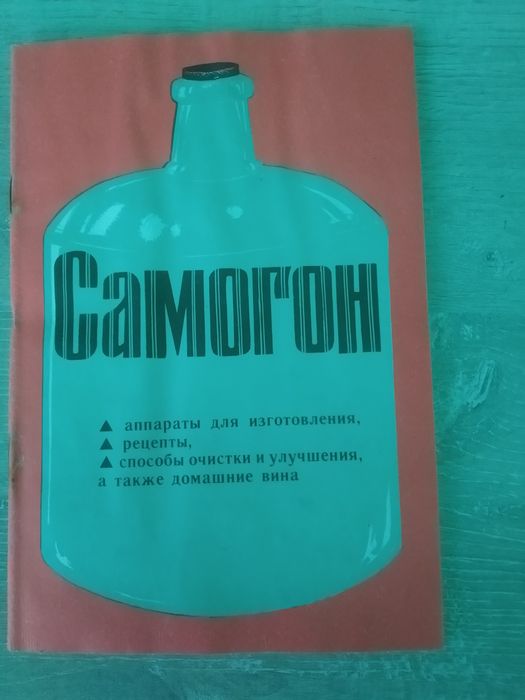 Самогон
▲ аппараты для изготовления,
▲ рецепты,
▲ способы очистки и улучшения,
а также домашние вина